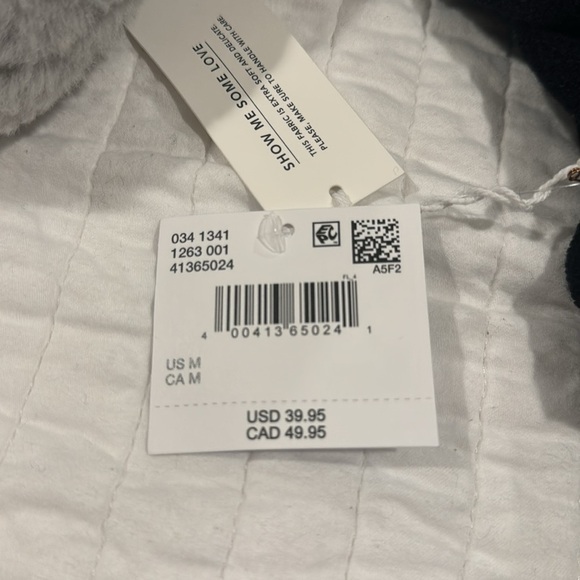 SHOW ME SOME LOVE
THIS FABRIC IS EXTRA SOFT AND DELICATE.
PLEASE, MAKE SURE TO HANDLE WITH CARE.
034 1341
1263 001
41365024
A5F2
FL_4
4 00413 65024 1
US M
CA M
USD 39.95
CAD 49.95